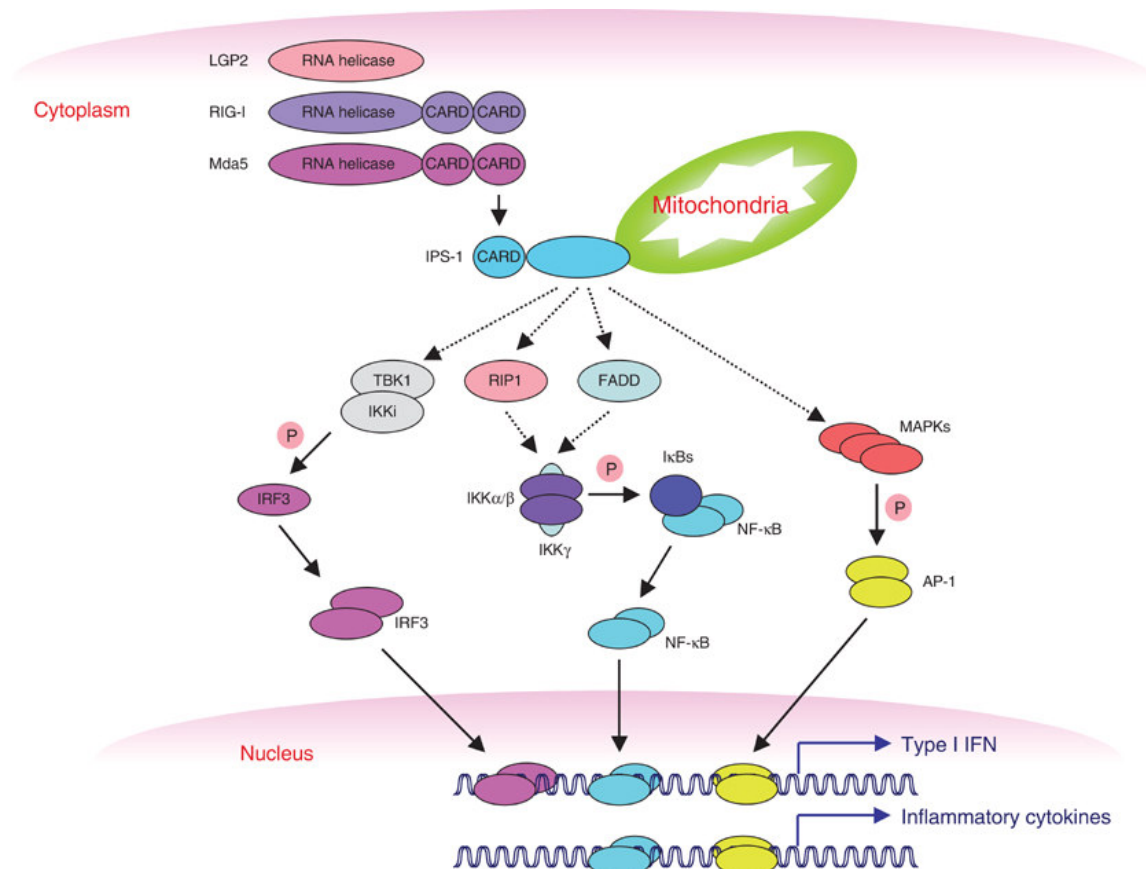 LGP2 RNA helicase
Cytoplasm
RIG-I RNA helicase CARD CARD
Mda5 RNA helicase CARD CARD
Mitochondria
IPS-1 CARD
TBK1 RIP1 FADD
IKKi
MAPKs
P
IκBs
P
IRF3 IKKα/β
P
NF-κB
IKKγ
AP-1
IRF3 NF-κB
Nucleus
Type I IFN
Inflammatory cytokines